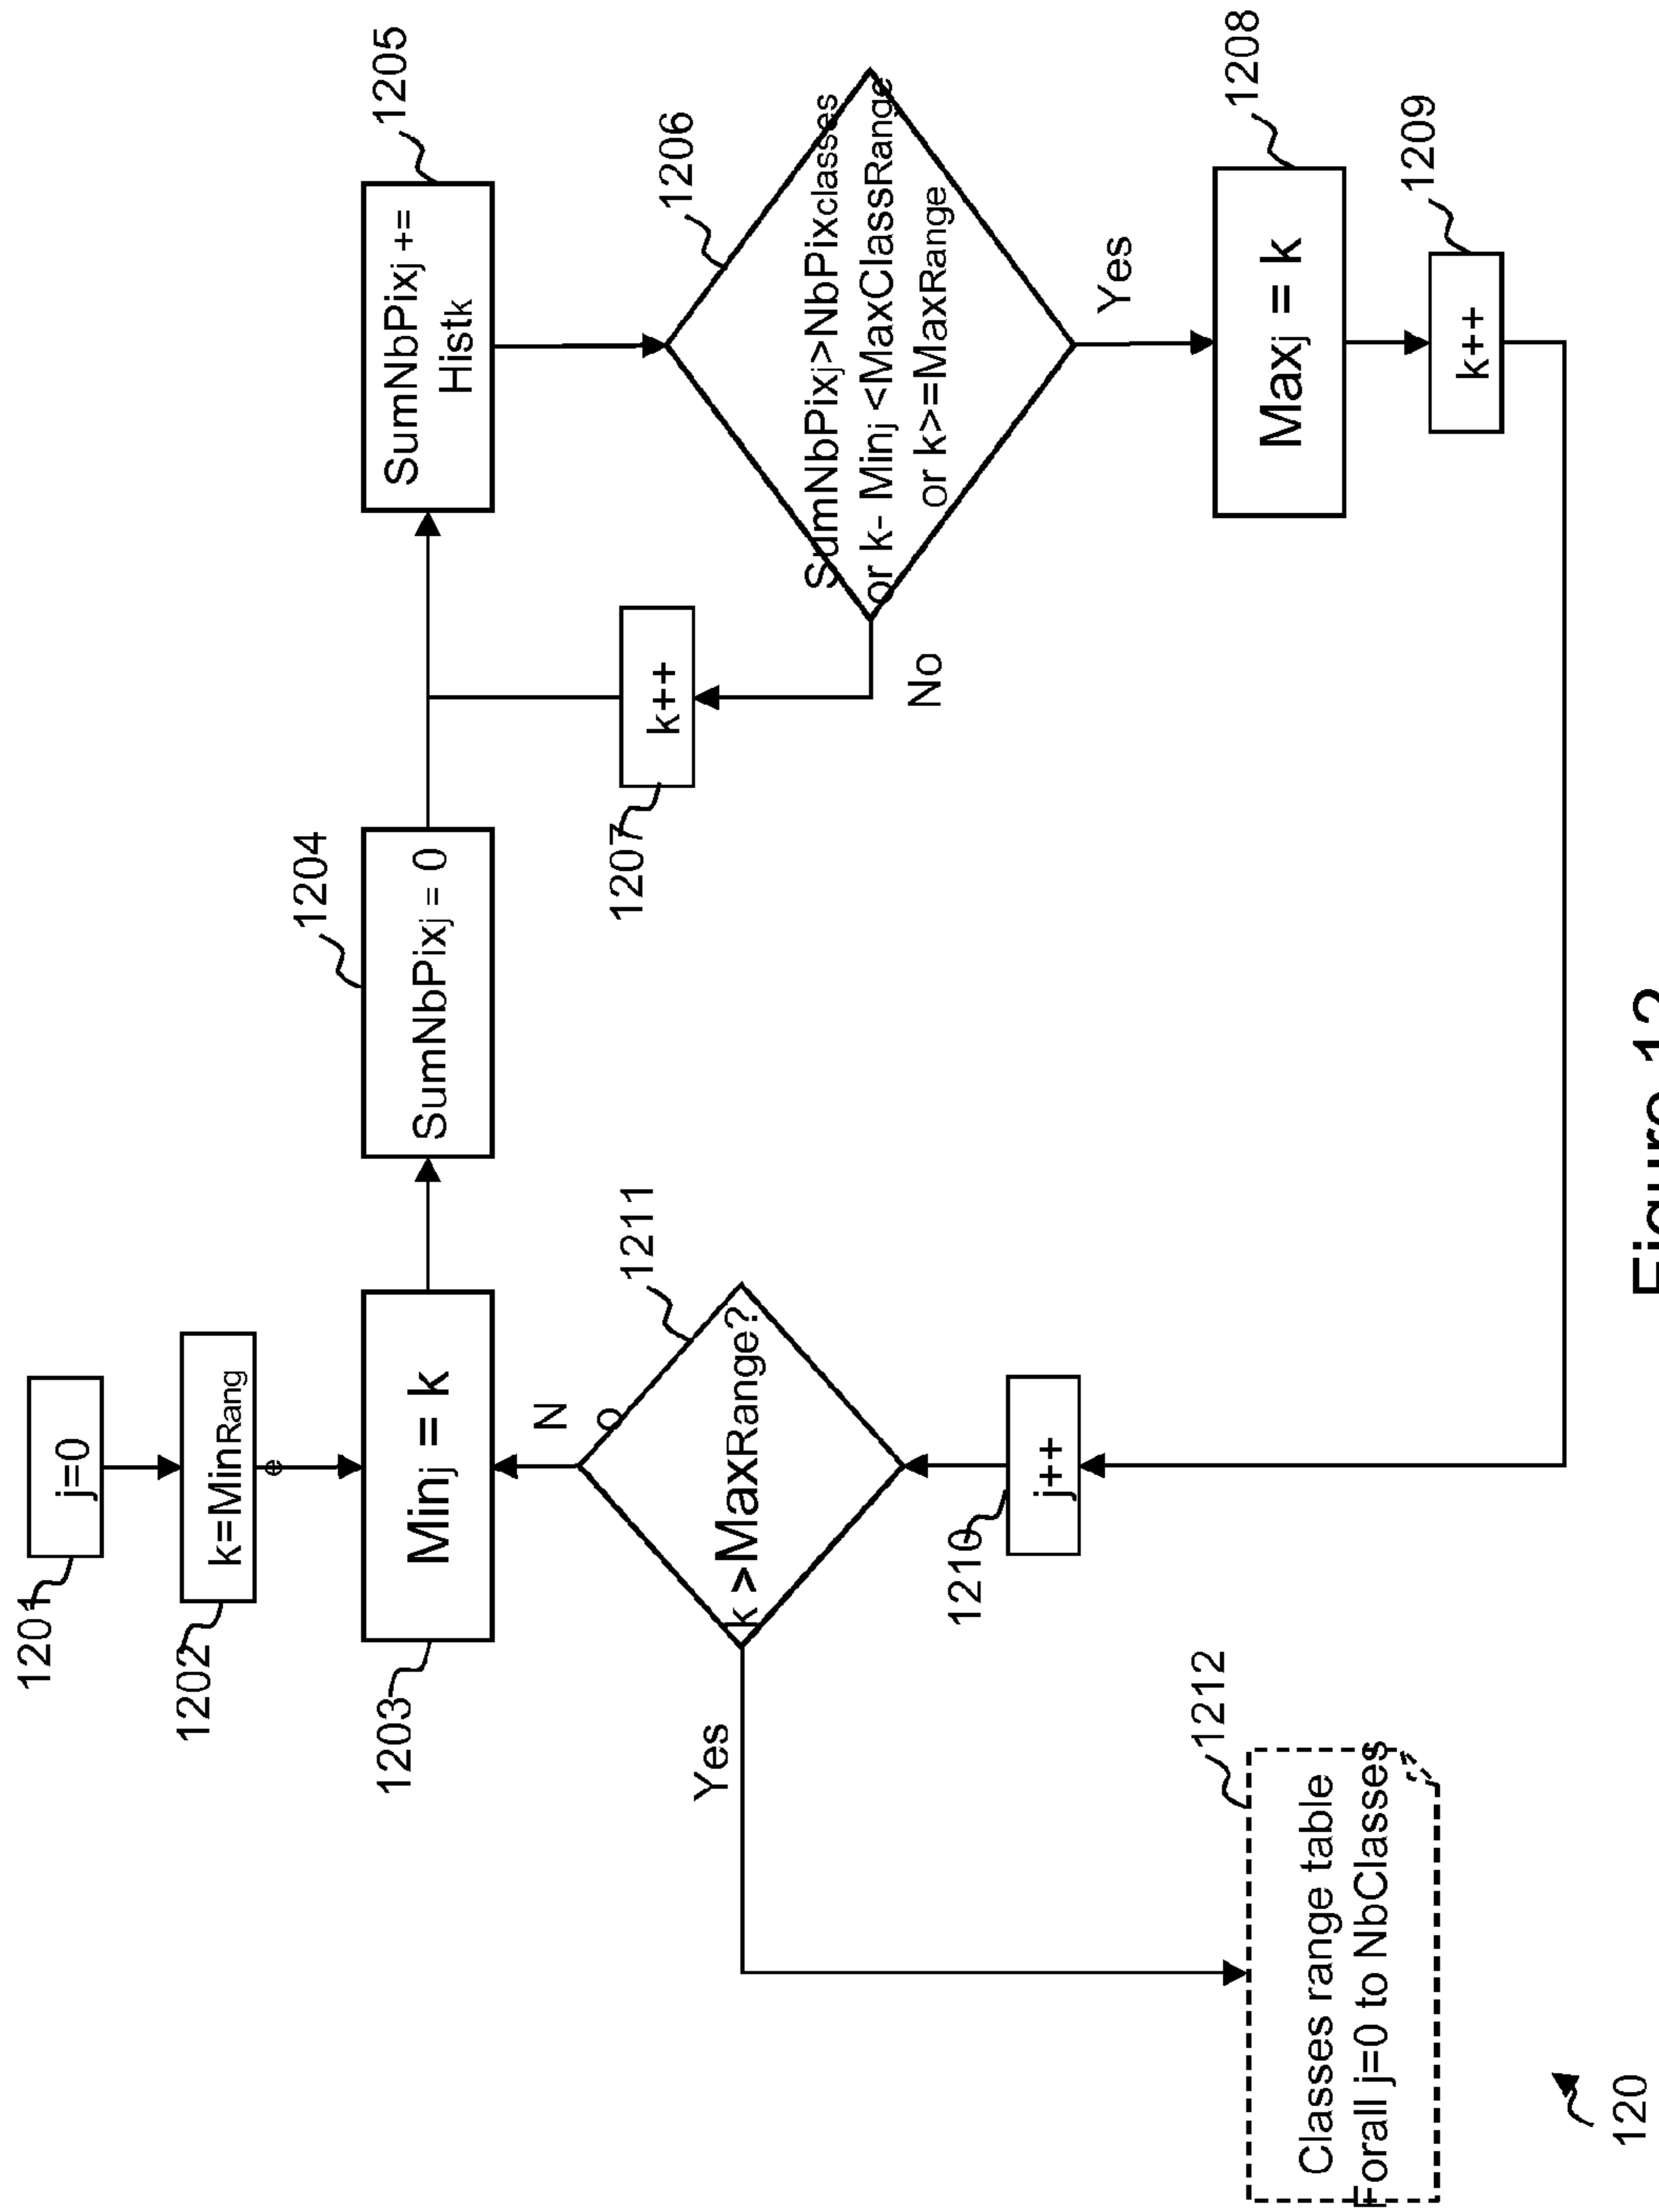 1201
j=0
1202
k=MinRang
e
1203
Minj = k
1204
SumNbPixj = 0
1205
SumNbPixj +=
Histk
1206
SumNbPixj>NbPixclasses
or k- Minj <MaxClassRange
or k>=MaxRange
No
1207
k++
Yes
1208
Maxj = k
1209
k++
1210
j++
1211
k >MaxRange?
N
o
Yes
1212
Classes range table
Forall j=0 to NbClasses
120
Figure 12